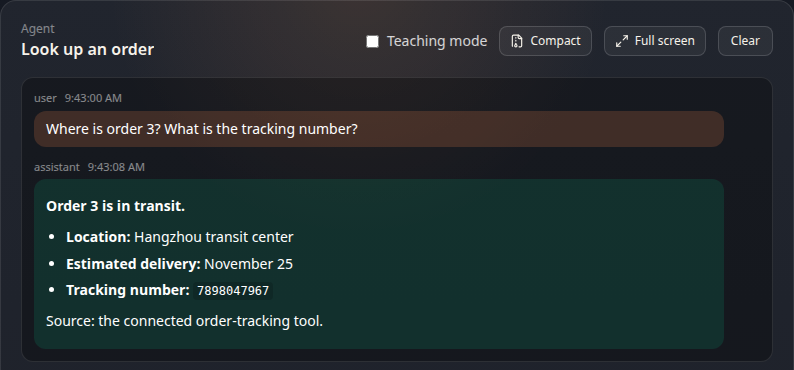 Agent
Look up an order
Teaching mode
Compact
Full screen
Clear
user 9:43:00 AM
Where is order 3? What is the tracking number?
assistant 9:43:08 AM
Order 3 is in transit.
• Location: Hangzhou transit center
• Estimated delivery: November 25
• Tracking number: 7898047967
Source: the connected order-tracking tool.